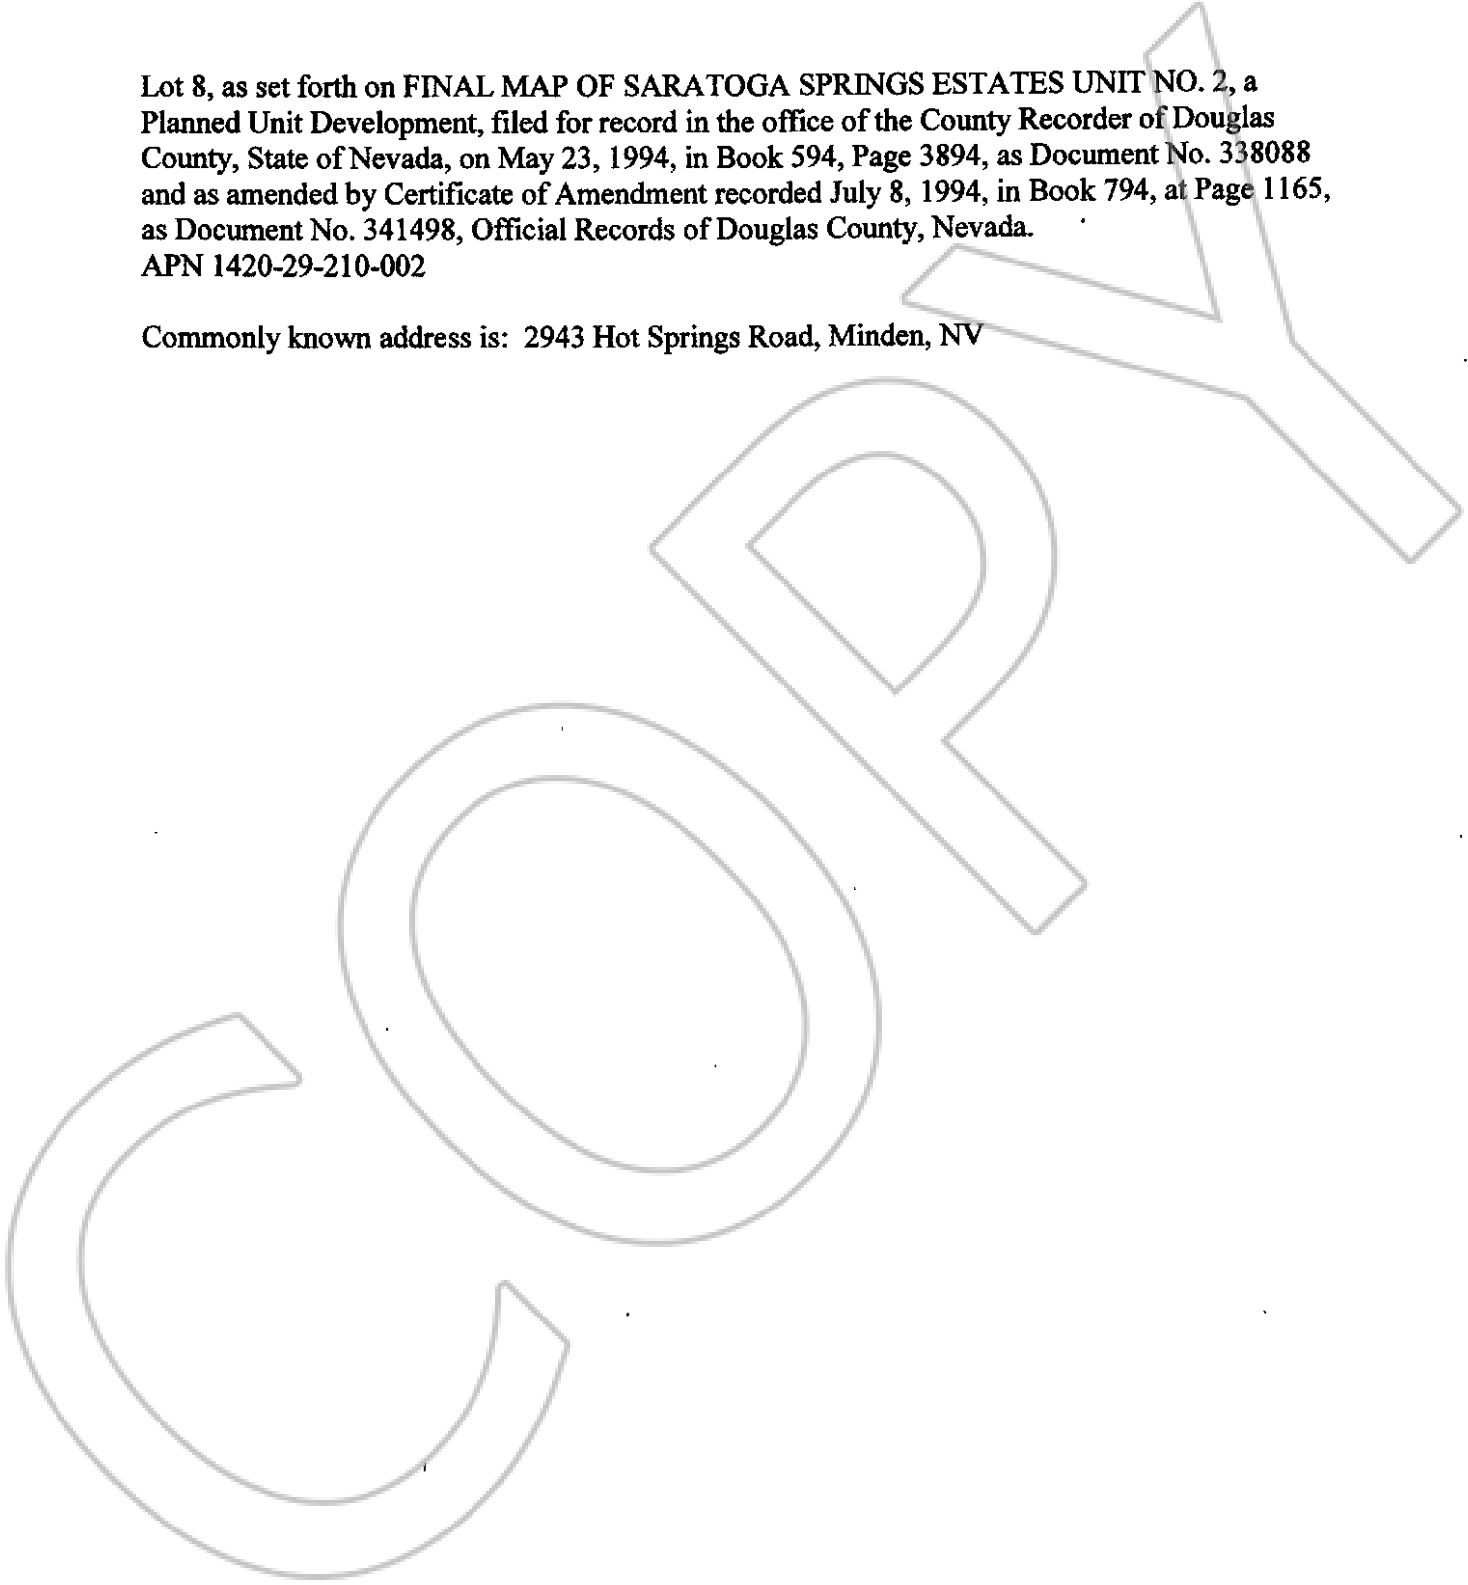 Lot 8, as set forth on FINAL MAP OF SARATOGA SPRINGS ESTATES UNIT NO. 2, a
Planned Unit Development, filed for record in the office of the County Recorder of Douglas
County, State of Nevada, on May 23, 1994, in Book 594, Page 3894, as Document No. 338088
and as amended by Certificate of Amendment recorded July 8, 1994, in Book 794, at Page 1165,
as Document No. 341498, Official Records of Douglas County, Nevada.
APN 1420-29-210-002
Commonly known address is:  2943 Hot Springs Road, Minden, NV
COPY